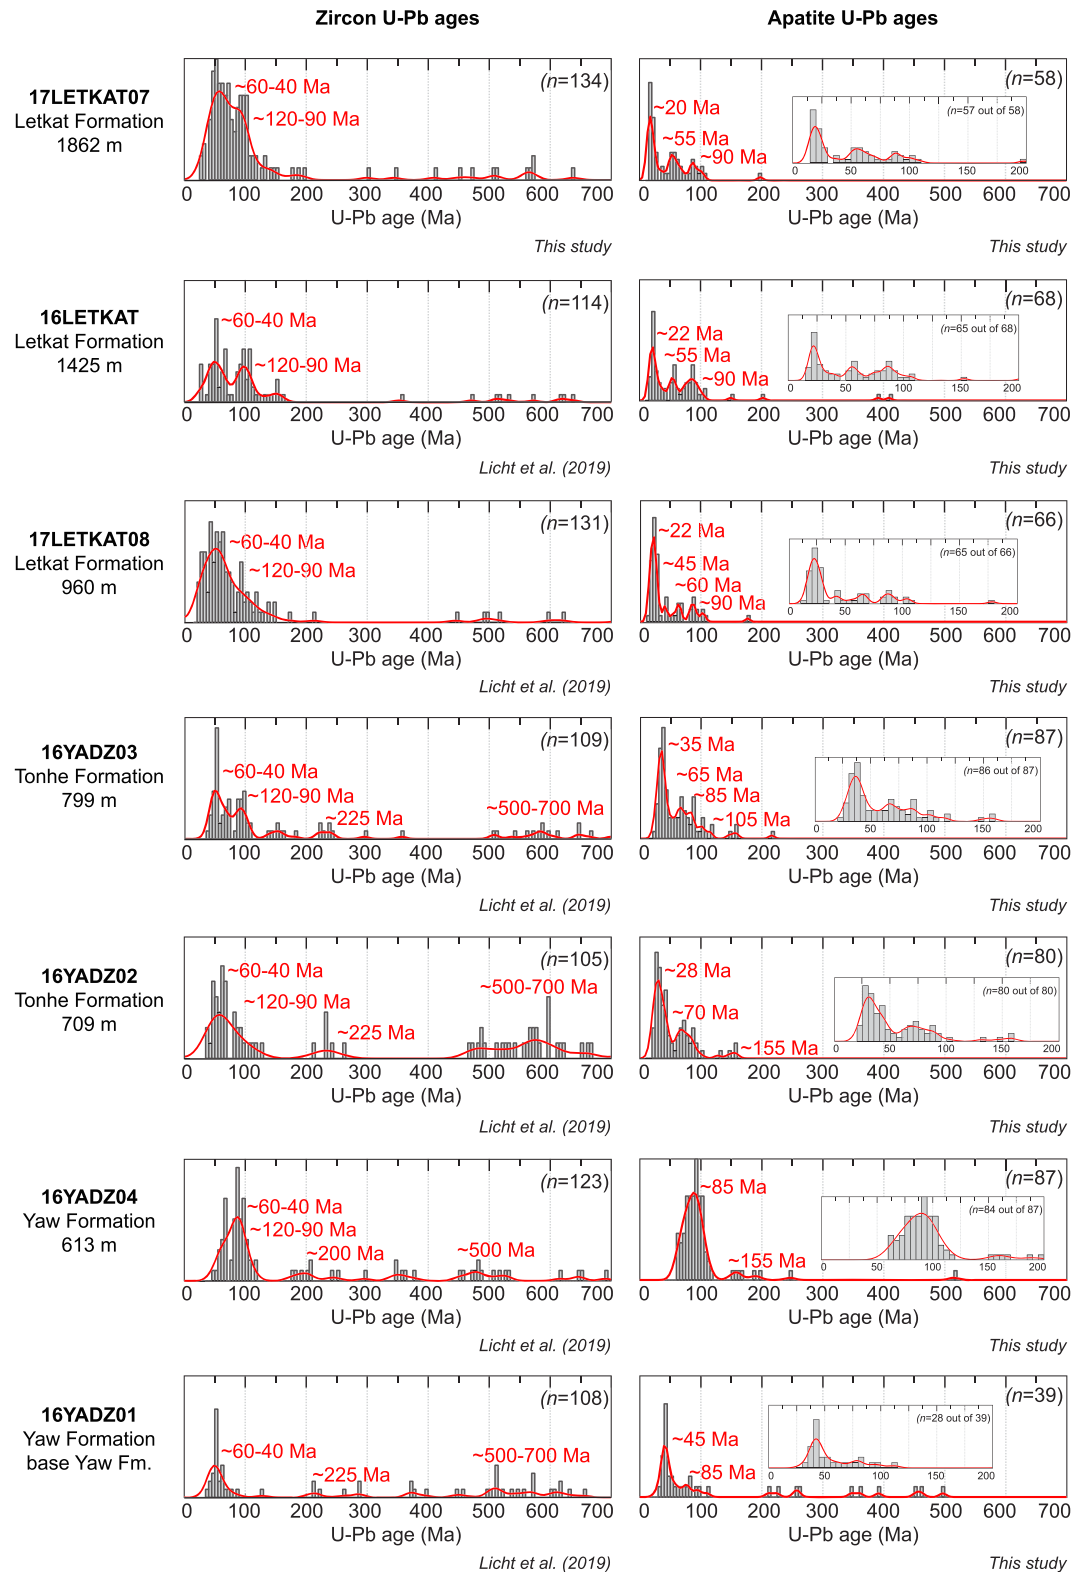 Zircon U-Pb ages
Apatite U-Pb ages
17LETKAT07
Letkat Formation
1862 m
(n=134)
~60-40 Ma
~120-90 Ma
0 100 200 300 400 500 600 700
U-Pb age (Ma)
This study
(n=58)
~20 Ma
~55 Ma
~90 Ma
(n=57 out of 58)
0 50 100 150 200
0 100 200 300 400 500 600 700
U-Pb age (Ma)
This study
16LETKAT
Letkat Formation
1425 m
(n=114)
~60-40 Ma
~120-90 Ma
0 100 200 300 400 500 600 700
U-Pb age (Ma)
Licht et al. (2019)
(n=68)
~22 Ma
~55 Ma
~90 Ma
(n=65 out of 68)
0 50 100 150 200
0 100 200 300 400 500 600 700
U-Pb age (Ma)
This study
17LETKAT08
Letkat Formation
960 m
(n=131)
~60-40 Ma
~120-90 Ma
0 100 200 300 400 500 600 700
U-Pb age (Ma)
Licht et al. (2019)
(n=66)
~22 Ma
~45 Ma
~60 Ma
~90 Ma
(n=65 out of 66)
0 50 100 150 200
0 100 200 300 400 500 600 700
U-Pb age (Ma)
This study
16YADZ03
Tonhe Formation
799 m
(n=109)
~60-40 Ma
~120-90 Ma
~225 Ma
~500-700 Ma
0 100 200 300 400 500 600 700
U-Pb age (Ma)
Licht et al. (2019)
(n=87)
~35 Ma
~65 Ma
~85 Ma
~105 Ma
(n=86 out of 87)
0 50 100 150 200
0 100 200 300 400 500 600 700
U-Pb age (Ma)
This study
16YADZ02
Tonhe Formation
709 m
(n=105)
~60-40 Ma
~120-90 Ma
~225 Ma
~500-700 Ma
0 100 200 300 400 500 600 700
U-Pb age (Ma)
Licht et al. (2019)
(n=80)
~28 Ma
~70 Ma
~155 Ma
(n=80 out of 80)
0 50 100 150 200
0 100 200 300 400 500 600 700
U-Pb age (Ma)
This study
16YADZ04
Yaw Formation
613 m
(n=123)
~60-40 Ma
~120-90 Ma
~200 Ma
~500 Ma
0 100 200 300 400 500 600 700
U-Pb age (Ma)
Licht et al. (2019)
(n=87)
~85 Ma
~155 Ma
(n=84 out of 87)
0 50 100 150 200
0 100 200 300 400 500 600 700
U-Pb age (Ma)
This study
16YADZ01
Yaw Formation
base Yaw Fm.
(n=108)
~60-40 Ma
~225 Ma
~500-700 Ma
0 100 200 300 400 500 600 700
U-Pb age (Ma)
Licht et al. (2019)
(n=39)
~45 Ma
~85 Ma
(n=28 out of 39)
0 50 100 150 200
0 100 200 300 400 500 600 700
U-Pb age (Ma)
This study